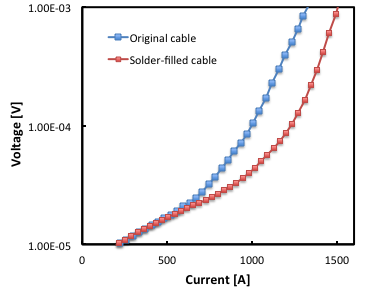 1.00E-03
Original cable
Solder-filled cable
Voltage [V]
1.00E-04
1.00E-05
0 500 1000 1500
Current [A]